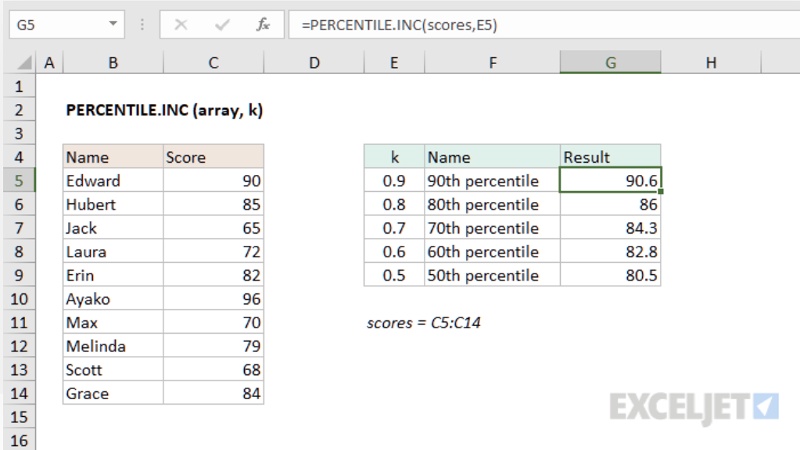 G5 fx =PERCENTILE.INC(scores,E5)
A B C D E F G H
1
2 PERCENTILE.INC (array, k)
3
4 Name Score k Name Result
5 Edward 90 0.9 90th percentile 90.6
6 Hubert 85 0.8 80th percentile 86
7 Jack 65 0.7 70th percentile 84.3
8 Laura 72 0.6 60th percentile 82.8
9 Erin 82 0.5 50th percentile 80.5
10 Ayako 96
11 Max 70 scores = C5:C14
12 Melinda 79
13 Scott 68
14 Grace 84
EXCELJET
15
16